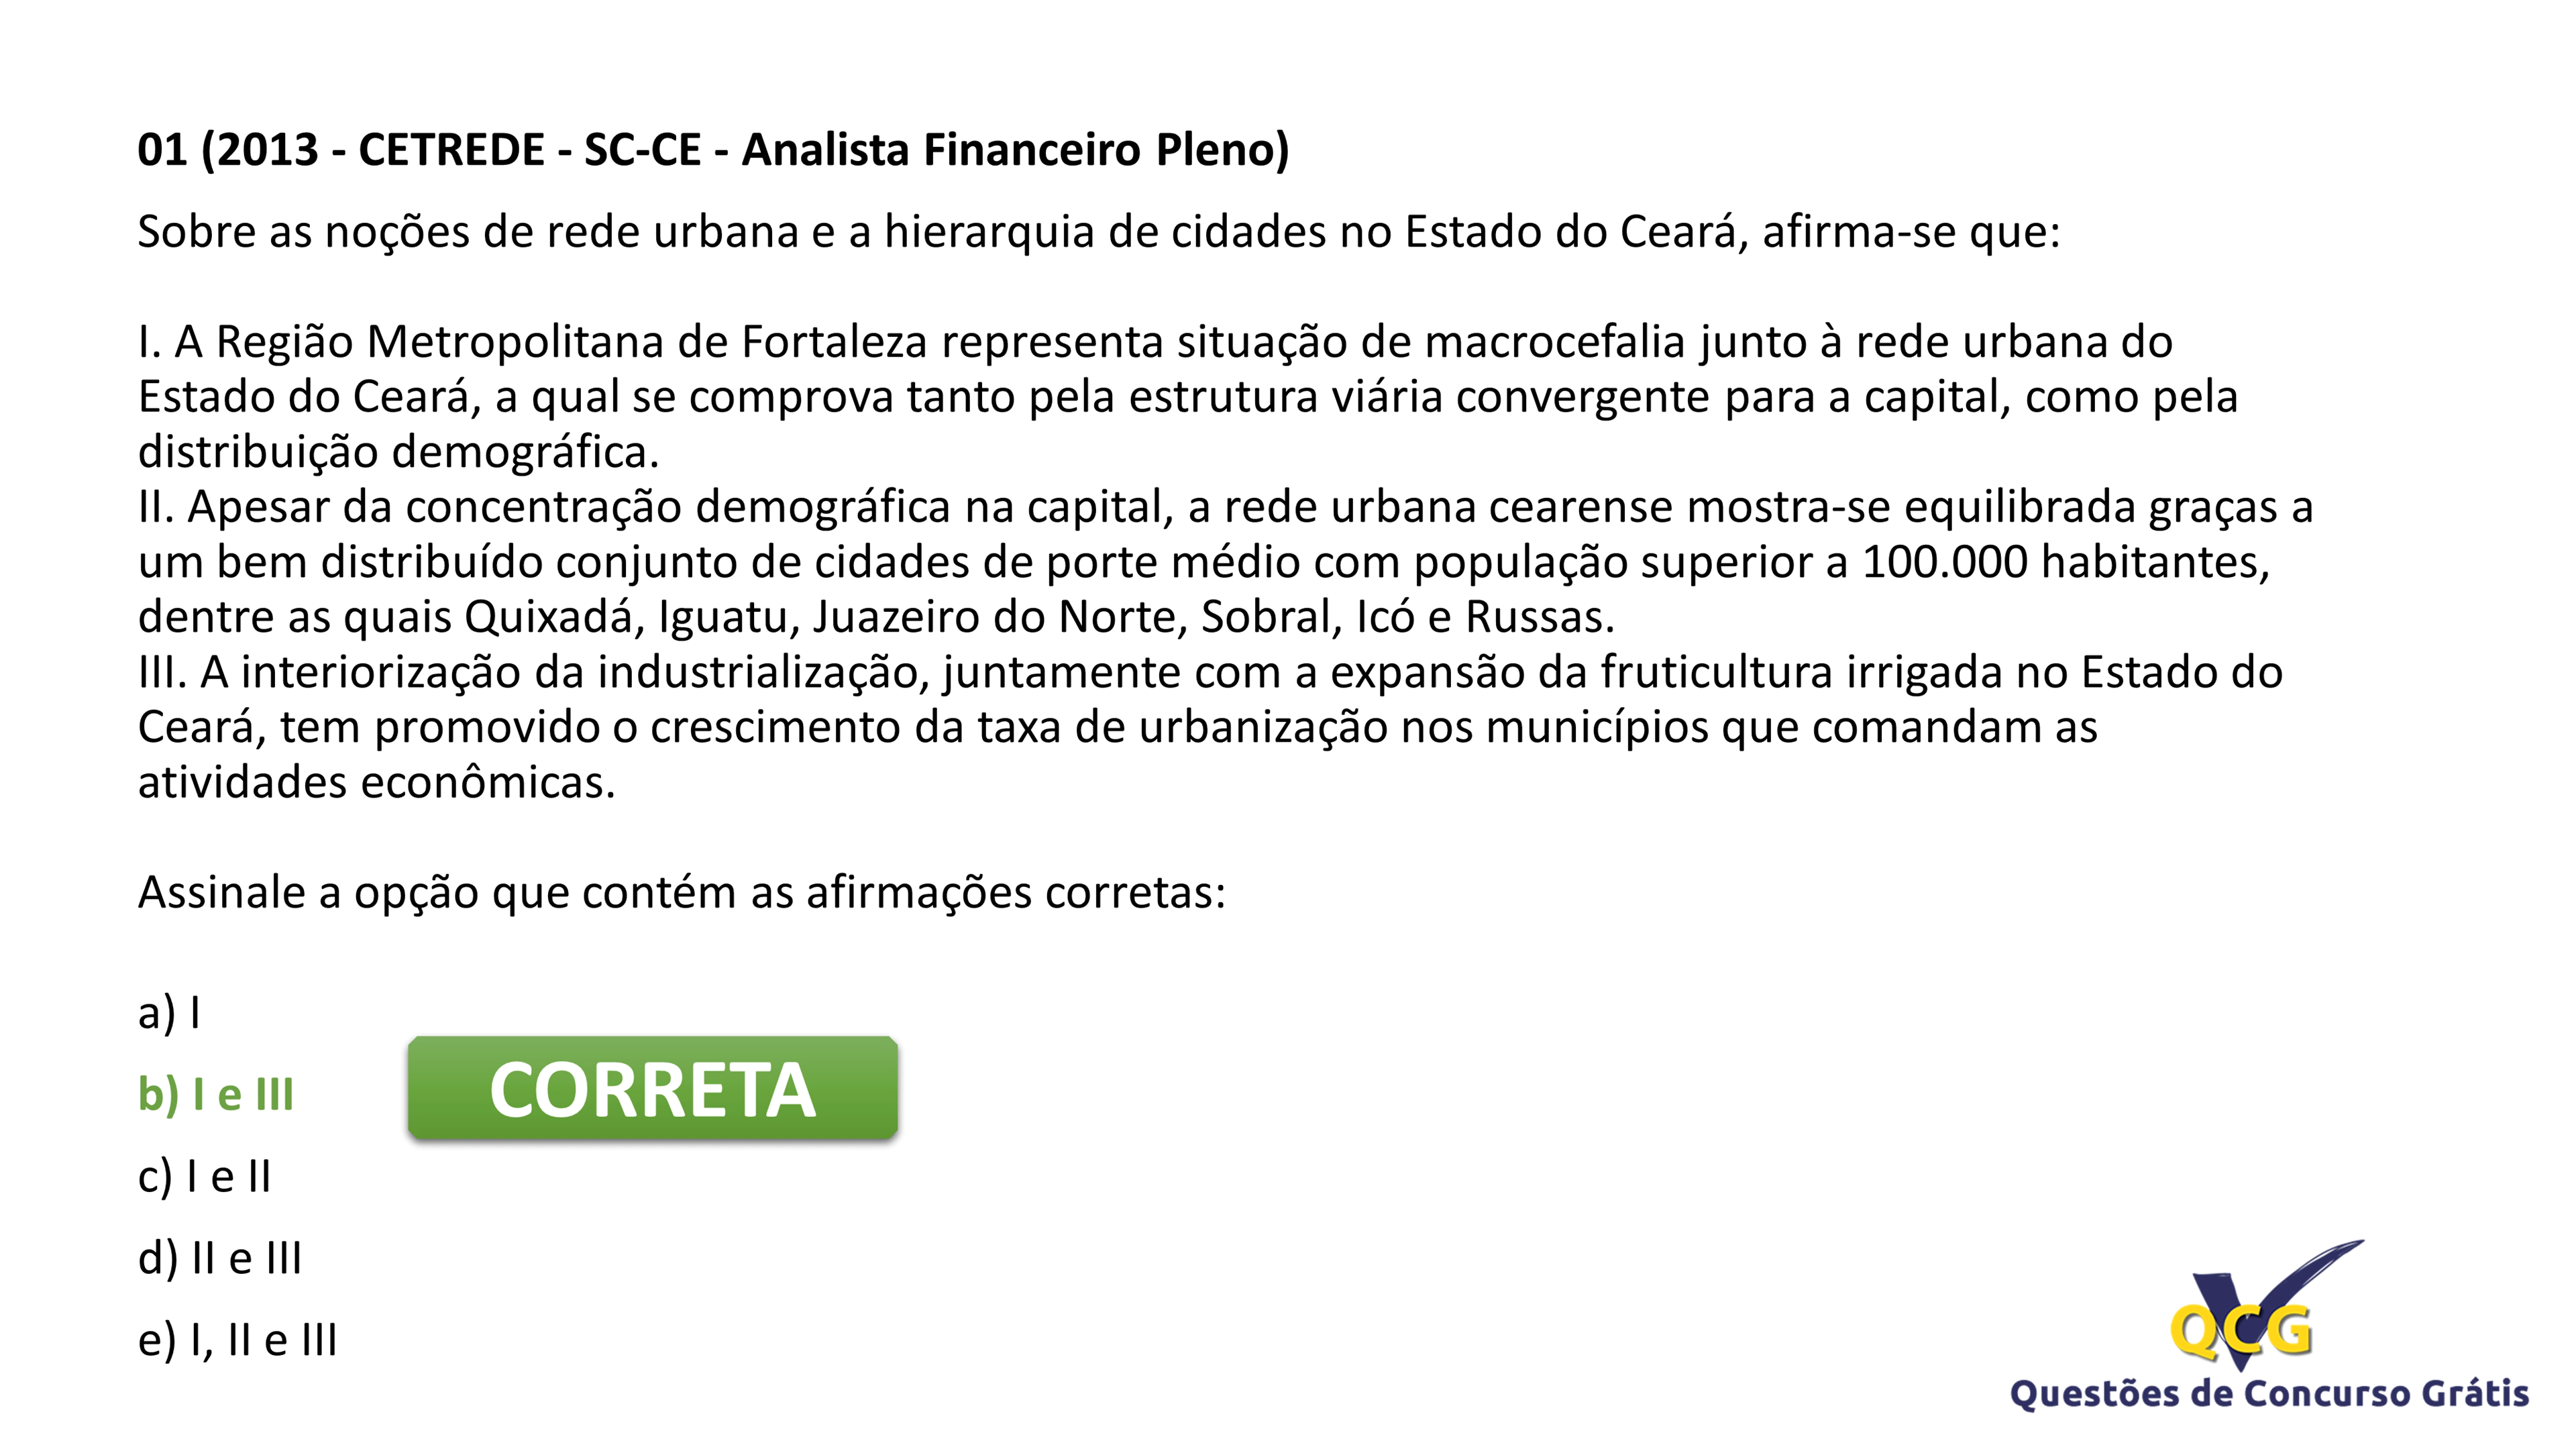 01 (2013 - CETREDE - SC-CE - Analista Financeiro Pleno)
Sobre as noções de rede urbana e a hierarquia de cidades no Estado do Ceará, afirma-se que:
I. A Região Metropolitana de Fortaleza representa situação de macrocefalia junto à rede urbana do
Estado do Ceará, a qual se comprova tanto pela estrutura viária convergente para a capital, como pela
distribuição demográfica.
II. Apesar da concentração demográfica na capital, a rede urbana cearense mostra-se equilibrada graças a
um bem distribuído conjunto de cidades de porte médio com população superior a 100.000 habitantes,
dentre as quais Quixadá, Iguatu, Juazeiro do Norte, Sobral, Icó e Russas.
III. A interiorização da industrialização, juntamente com a expansão da fruticultura irrigada no Estado do
Ceará, tem promovido o crescimento da taxa de urbanização nos municípios que comandam as
atividades econômicas.
Assinale a opção que contém as afirmações corretas:
a) I
b) I e III
CORRETA
c) I e II
d) II e III
e) I, II e III
QCG
Questões de Concurso Grátis